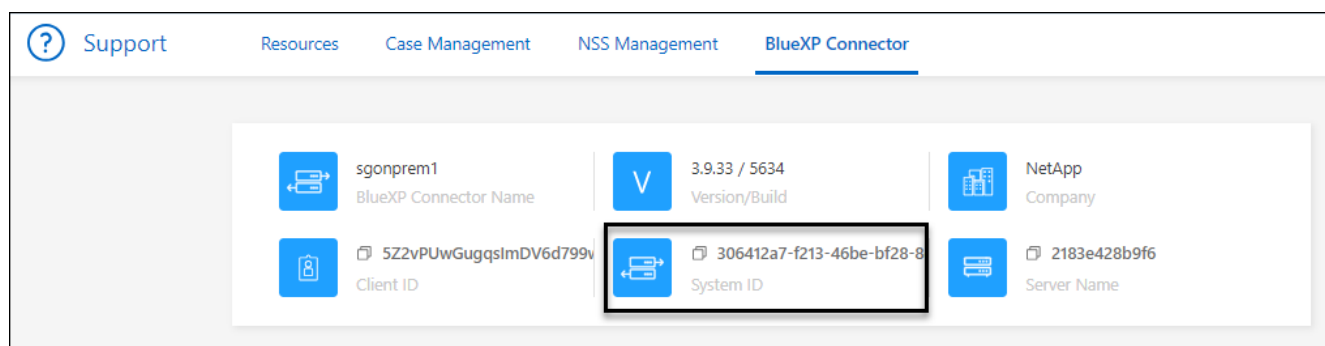 ? Support Resources Case Management NSS Management BlueXP Connector
sgonprem1
BlueXP Connector Name
V
3.9.33 / 5634
Version/Build
NetApp
Company
5Z2vPUwGugqsImDV6d799
Client ID
306412a7-f213-46be-bf28-8
System ID
2183e428b9f6
Server Name